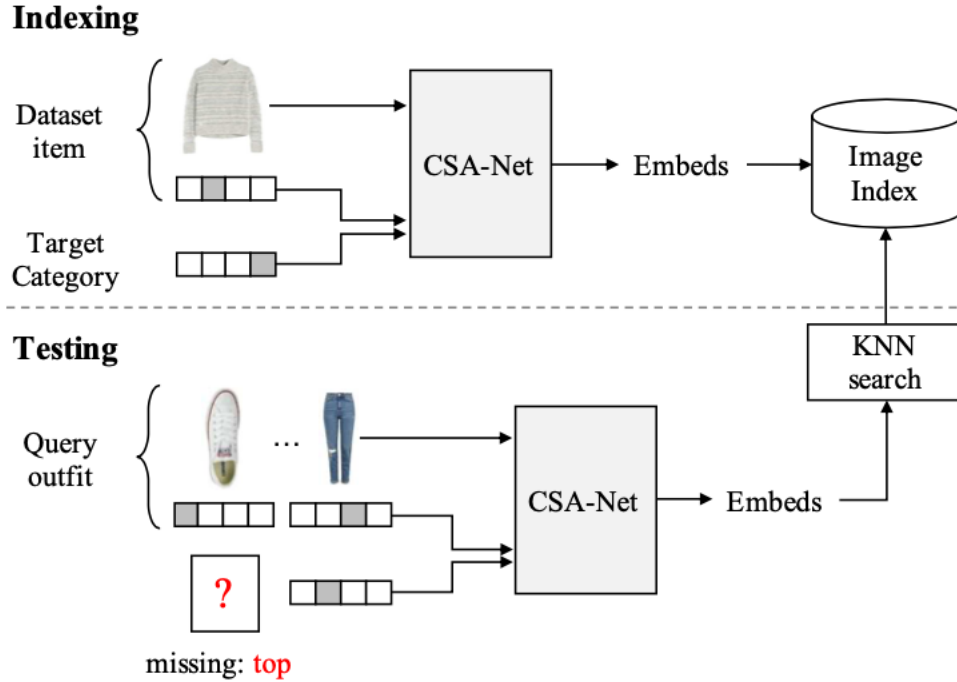 Indexing
Dataset
item
CSA-Net
Embeds
Image
Index
Target
Category
Testing
KNN
search
Query
outfit
...
CSA-Net
Embeds
?
missing: top